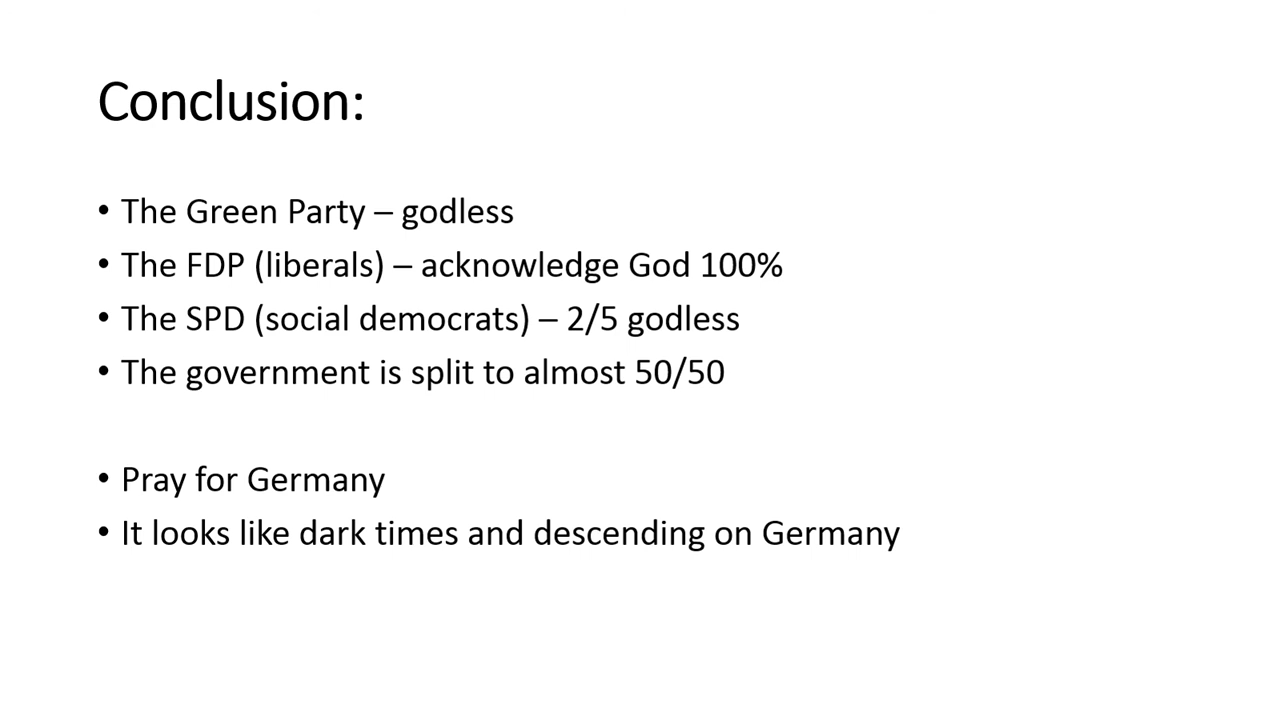 Conclusion:
• The Green Party – godless
• The FDP (liberals) – acknowledge God 100%
• The SPD (social democrats) – 2/5 godless
• The government is split to almost 50/50
• Pray for Germany
• It looks like dark times and descending on Germany